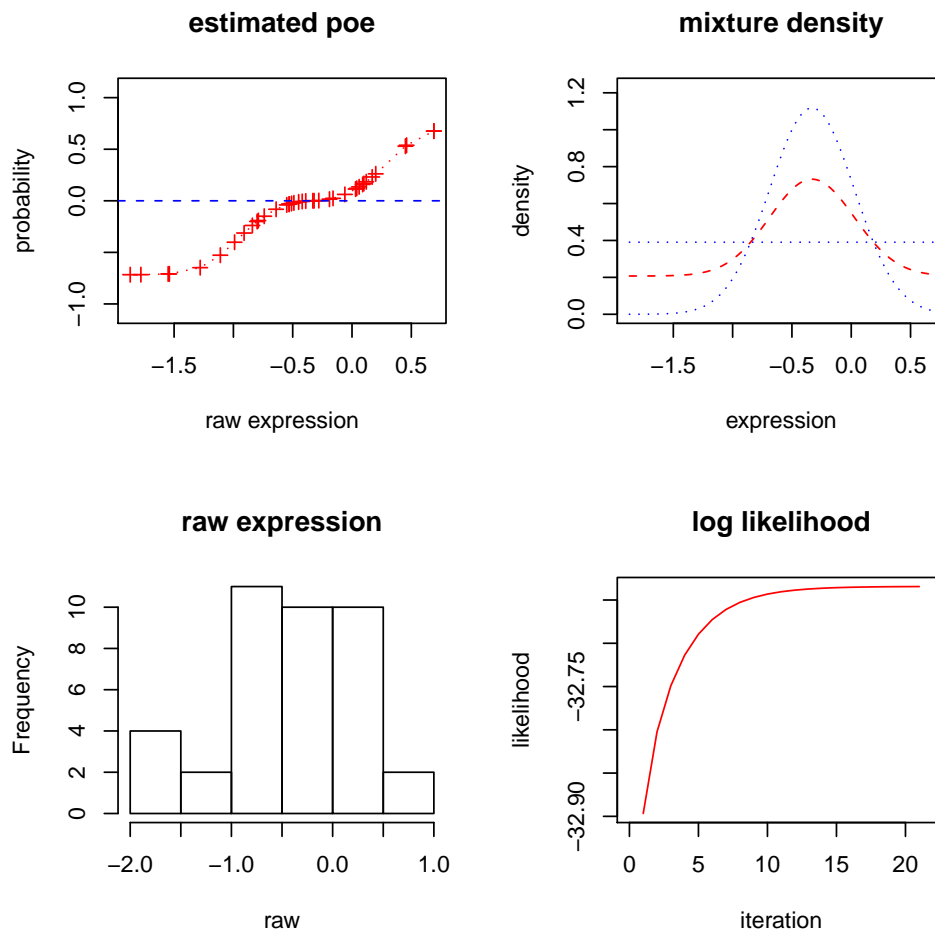 estimated poe
probability
1.0
0.5
0.0
−1.0
−1.5
−0.5
0.0
0.5
raw expression
mixture density
density
1.2
0.8
0.4
0.0
−1.5
−0.5
0.0
0.5
expression
raw expression
Frequency
10
8
6
4
2
0
−2.0
−1.0
0.0
1.0
raw
log likelihood
likelihood
−32.75
−32.90
0
5
10
15
20
iteration